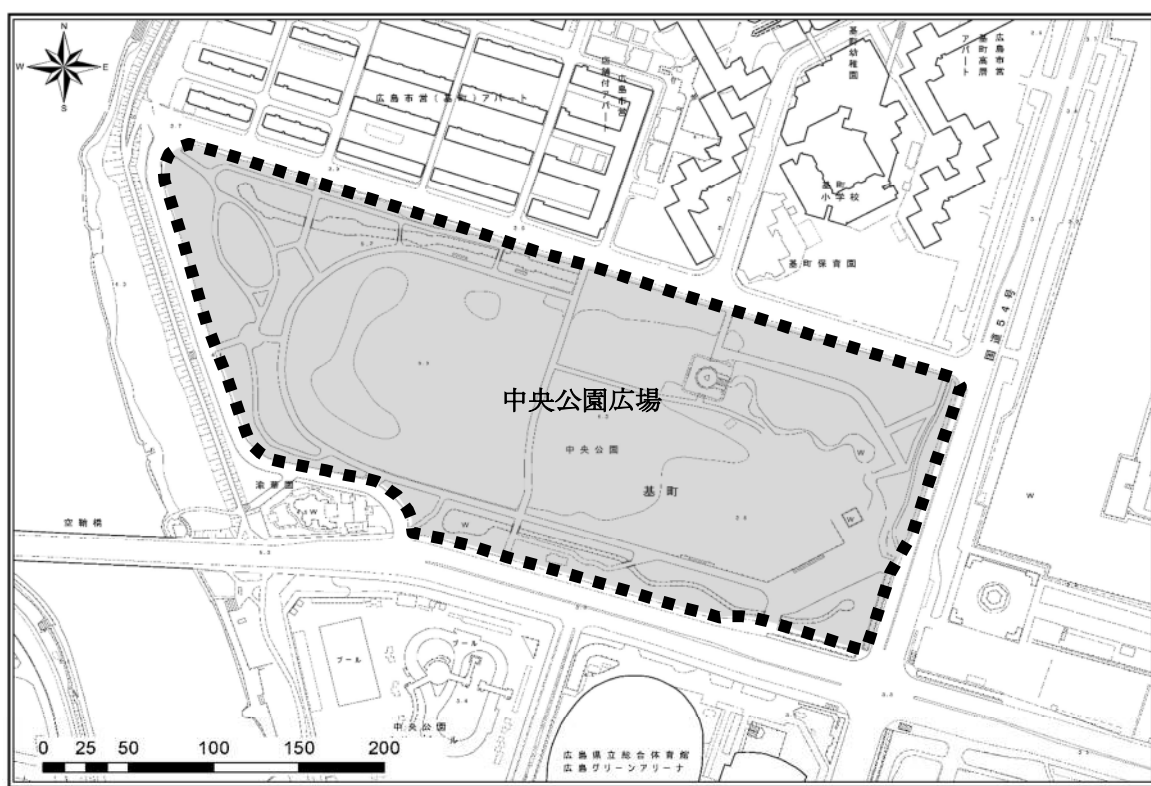 N
W E
S
広島市営(基町)アパート
広島市営
店舗付アパート
基町幼稚園
広島市営
基町高層
アパート
基町
小学校
基町保育園
国道54号
中央公園広場
中央公園
基町
W
W
W
W
W
空鞘橋
プール
プール
中央公園
ール
広島県立総合体育館
広島グリーンアリーナ
0 25 50 100 150 200